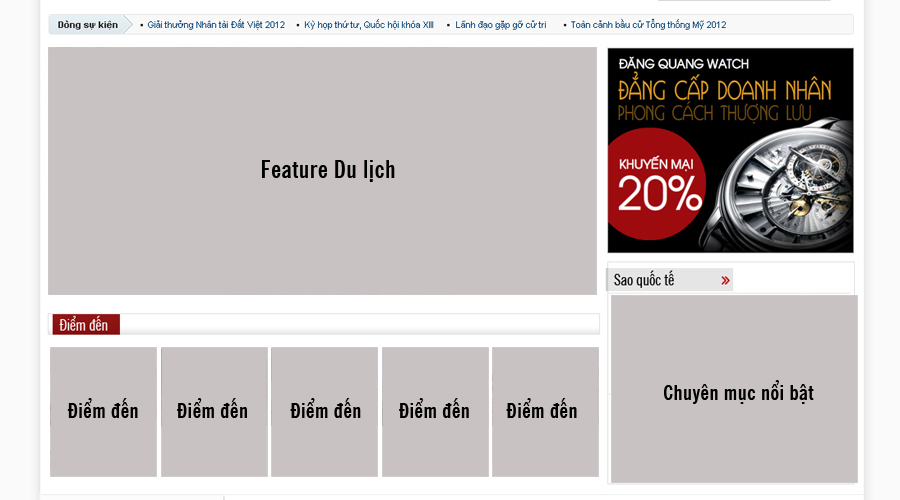 Dòng sự kiện
• Giải thưởng Nhân tài Đất Việt 2012 • Kỳ họp thứ tư, Quốc hội khóa XIII • Lãnh đạo gặp gỡ cử tri • Toàn cảnh bầu cử Tổng thống Mỹ 2012
Feature Du lịch
ĐĂNG QUANG WATCH
ĐẲNG CẤP DOANH NHÂN
PHONG CÁCH THƯỢNG LƯU
KHUYẾN MẠI
20%
Sao quốc tế »
Chuyên mục nổi bật
Điểm đến
Điểm đến
Điểm đến
Điểm đến
Điểm đến
Điểm đến